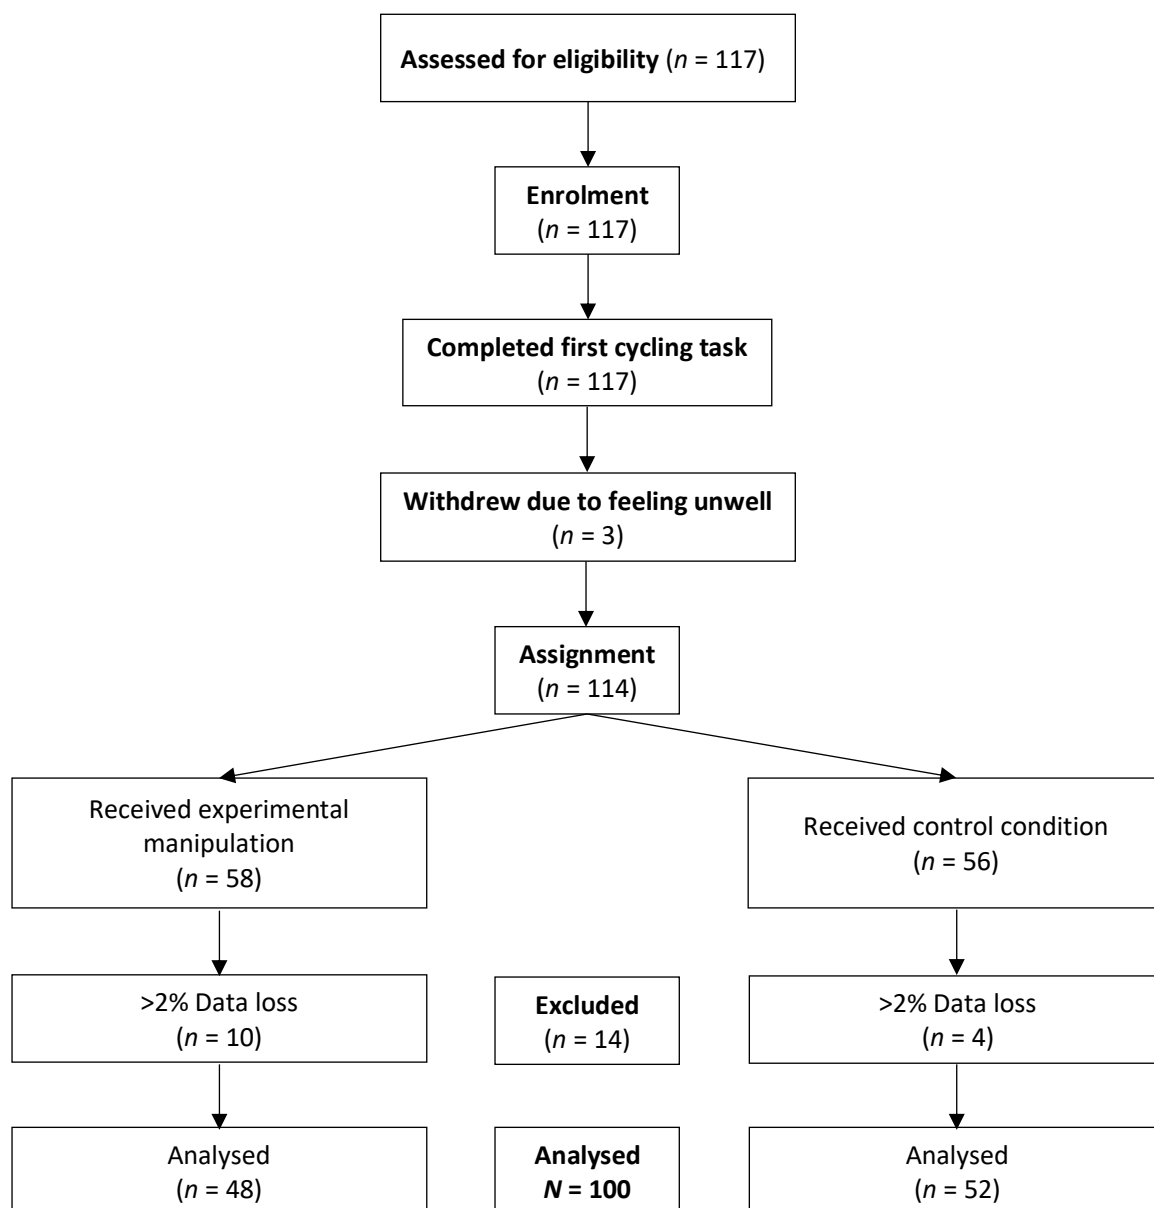 Assessed for eligibility (n = 117)
Enrolment
(n = 117)
Completed first cycling task
(n = 117)
Withdrew due to feeling unwell
(n = 3)
Assignment
(n = 114)
Received experimental
manipulation
(n = 58)
Received control condition
(n = 56)
>2% Data loss
(n = 10)
Excluded
(n = 14)
>2% Data loss
(n = 4)
Analysed
(n = 48)
Analysed
N = 100
Analysed
(n = 52)